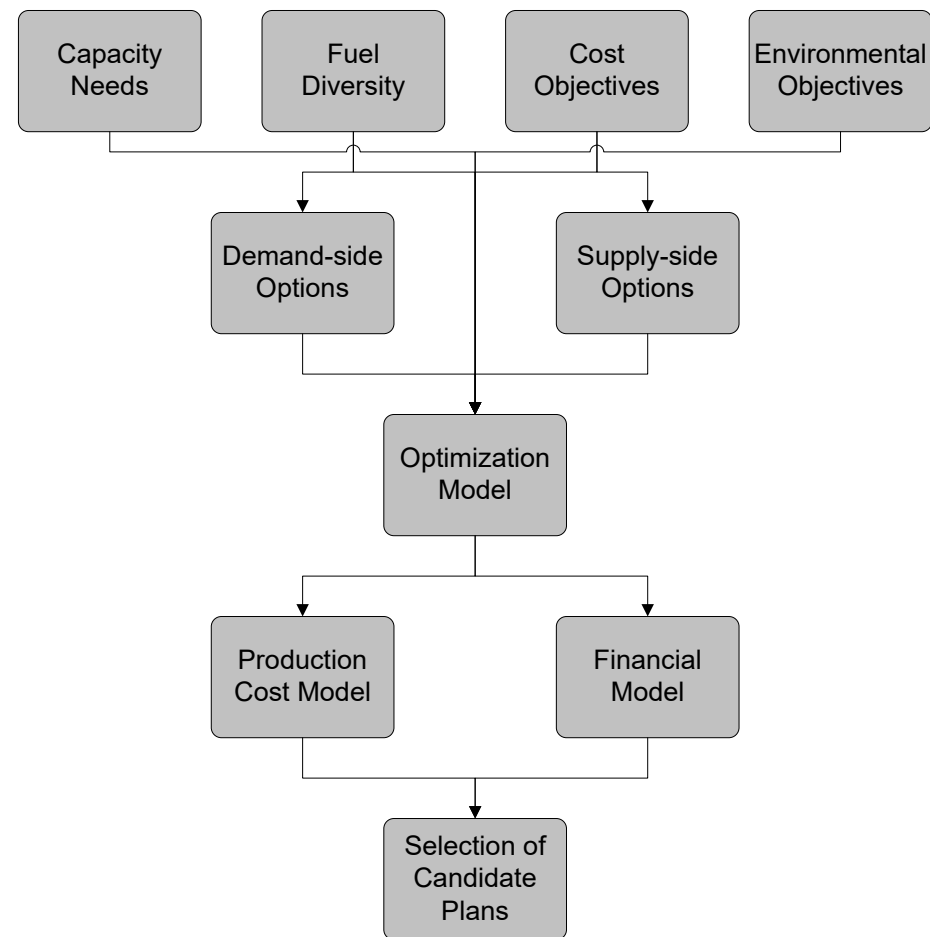 Capacity
Needs
Fuel
Diversity
Cost
Objectives
Environmental
Objectives
Demand-side
Options
Supply-side
Options
Optimization
Model
Production
Cost Model
Financial
Model
Selection of
Candidate
Plans